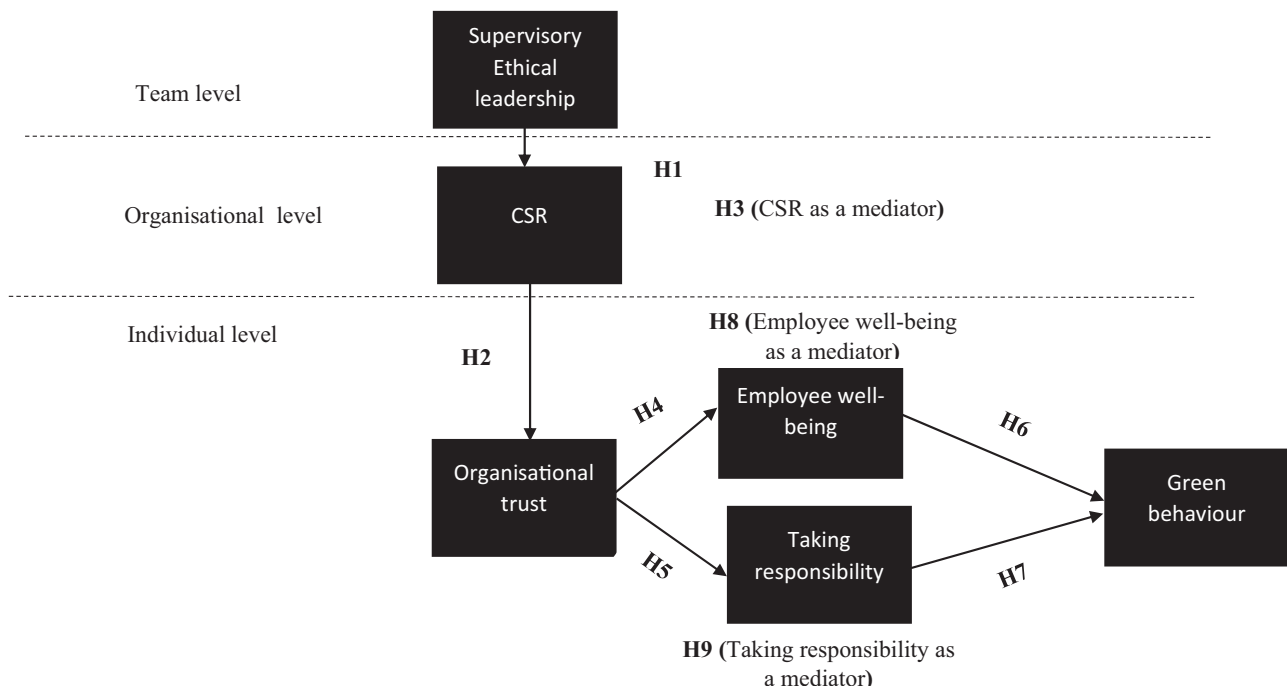 Supervisory
Ethical
leadership
Team level
H1
Organisational level
CSR
H3 (CSR as a mediator)
Individual level
H8 (Employee well-being
as a mediator)
H2
Employee well-
being
H4
H6
Organisational
trust
Green
behaviour
Taking
responsibility
H5
H7
H9 (Taking responsibility as
a mediator)